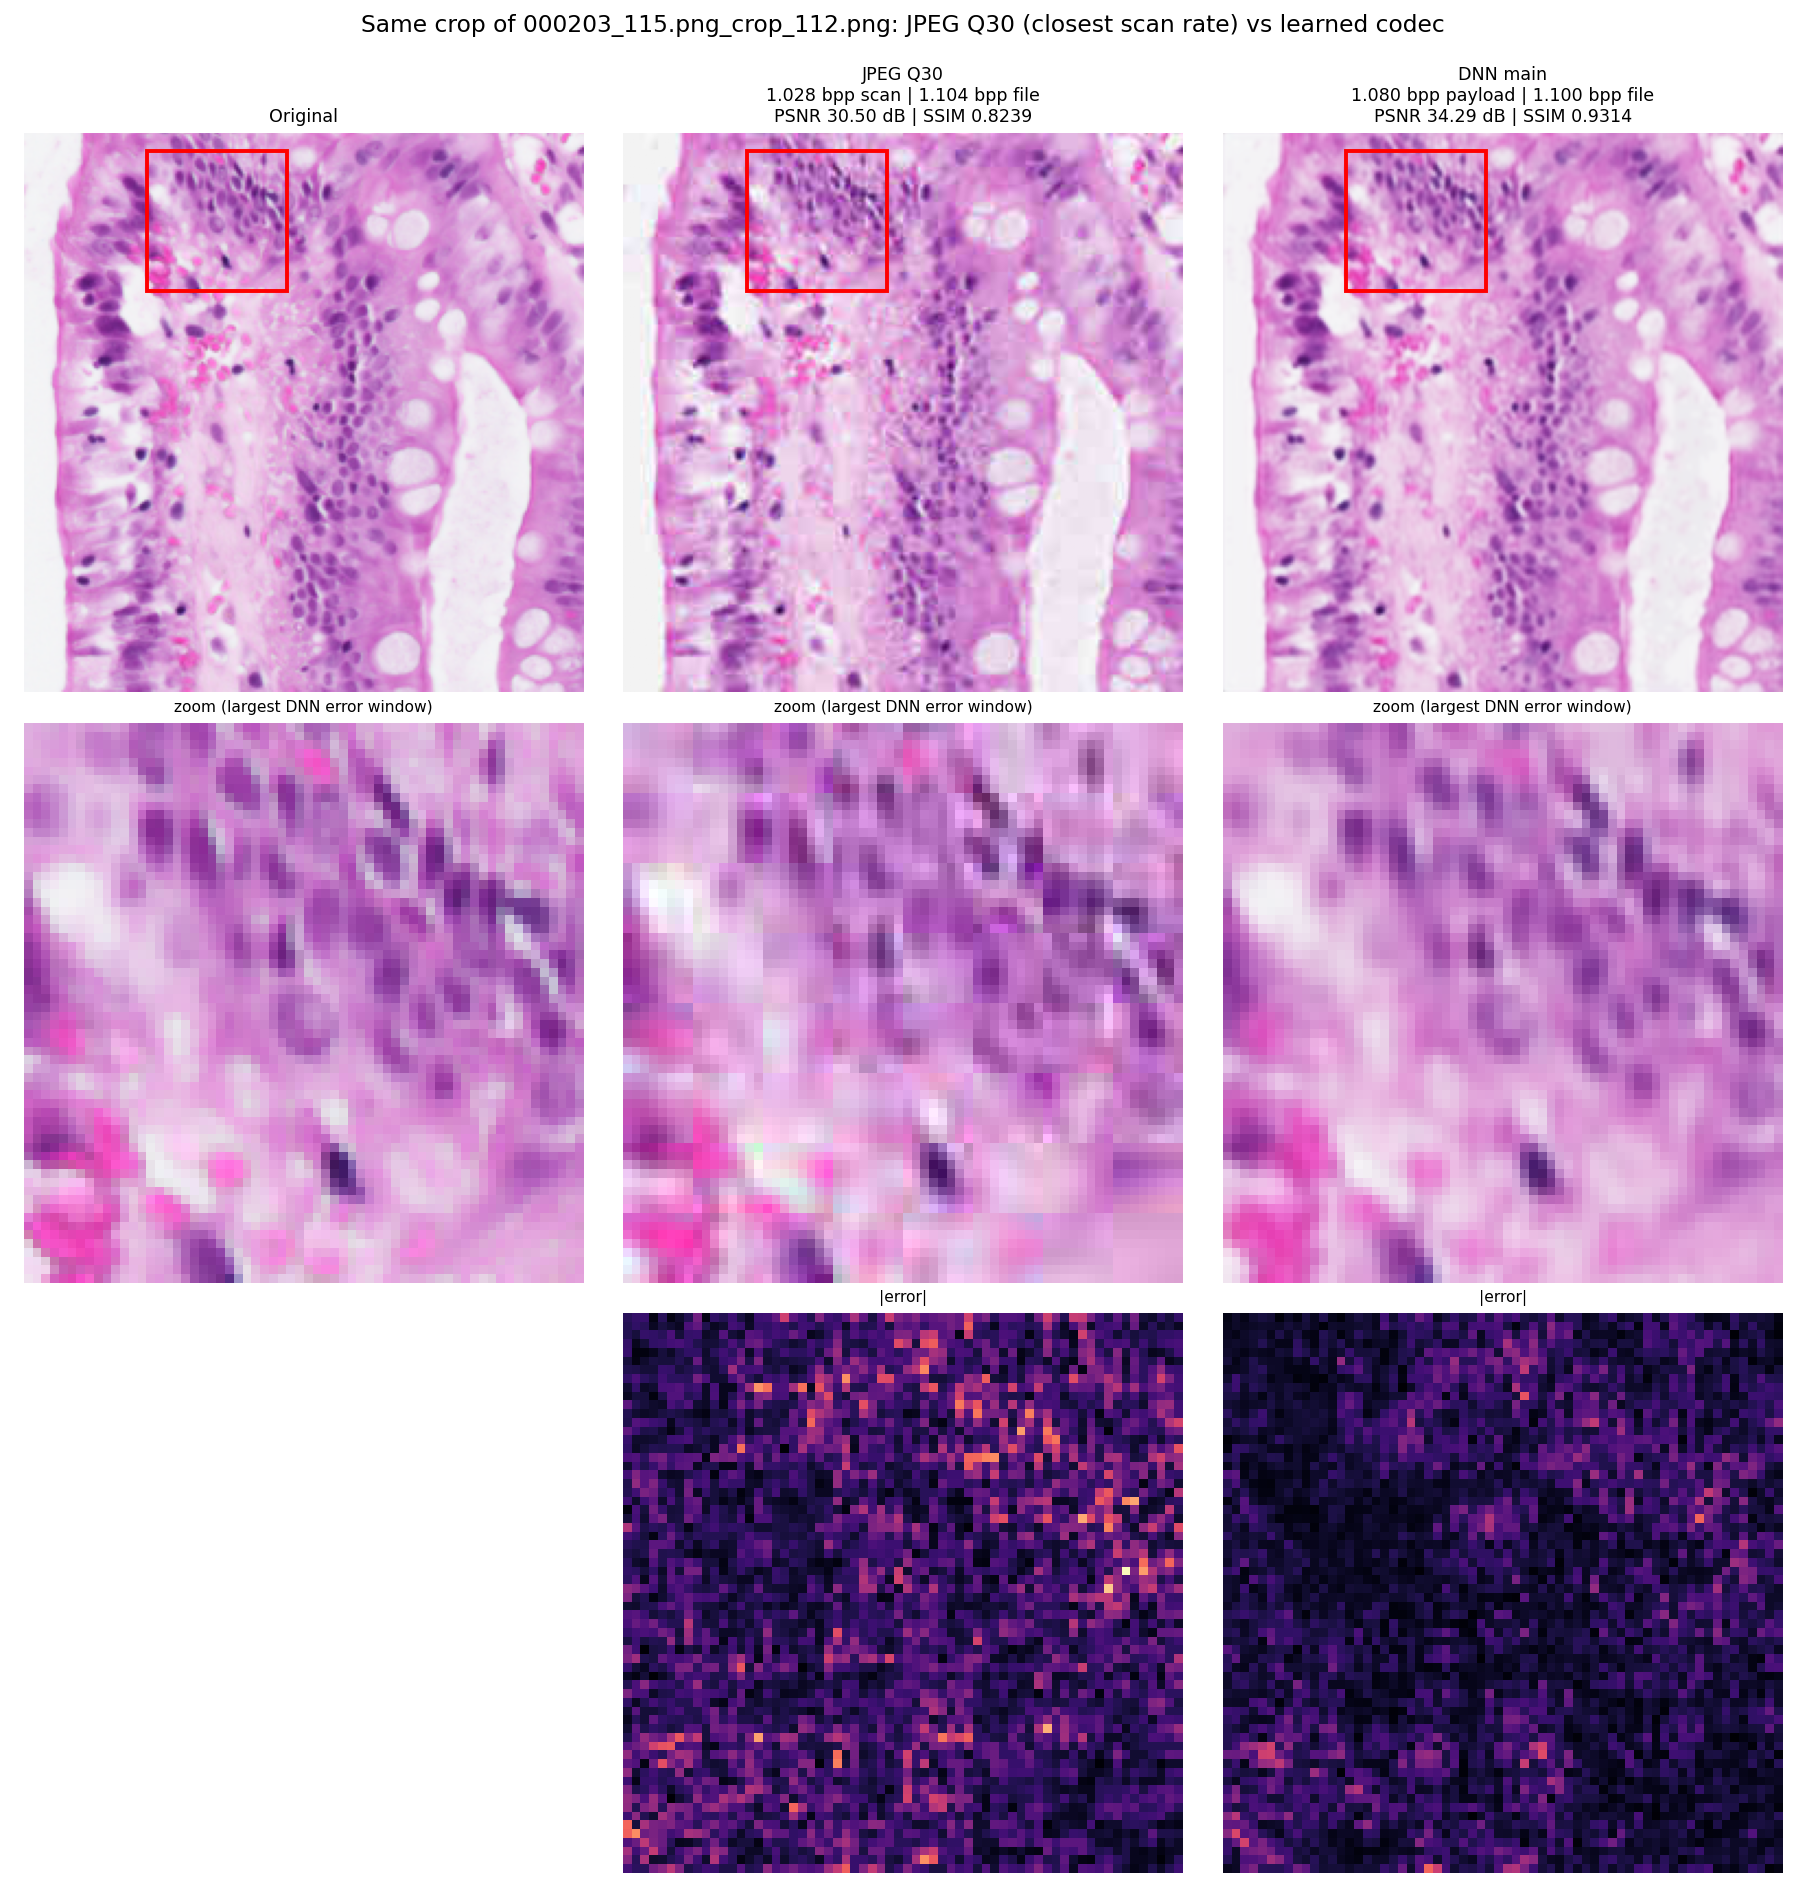 Same crop of 000203_115.png_crop_112.png: JPEG Q30 (closest scan rate) vs learned codec
Original
JPEG Q30
1.028 bpp scan | 1.104 bpp file
PSNR 30.50 dB | SSIM 0.8239
DNN main
1.080 bpp payload | 1.100 bpp file
PSNR 34.29 dB | SSIM 0.9314
zoom (largest DNN error window)
zoom (largest DNN error window)
zoom (largest DNN error window)
|error|
|error|